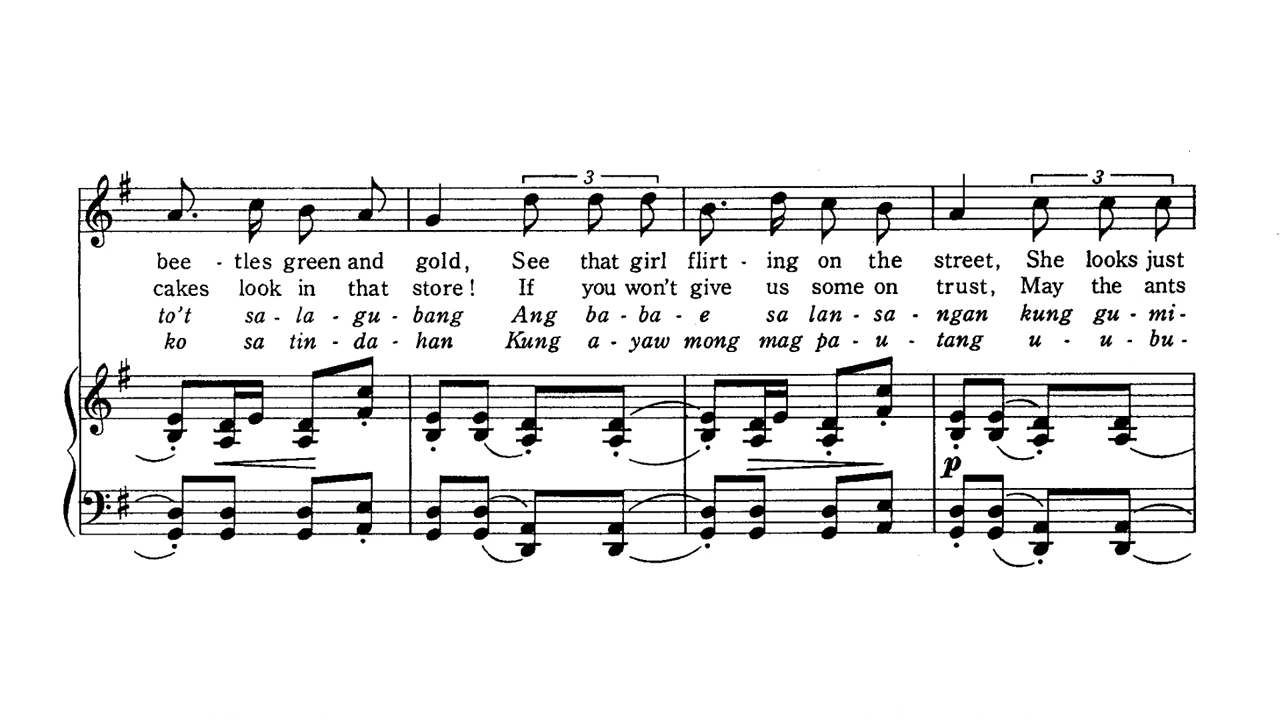 3
bee - tles green and gold, See that girl flirt - ing on the street, She looks just
cakes look in that store! If you won't give us some on trust, May the ants
to't sa - la - gu - bang Ang ba - ba - e sa lan - sa - ngan kung gu - mi-
ko sa tin - da - han Kung a - yaw mong mag pa - u - tang u - u - bu-
3
p